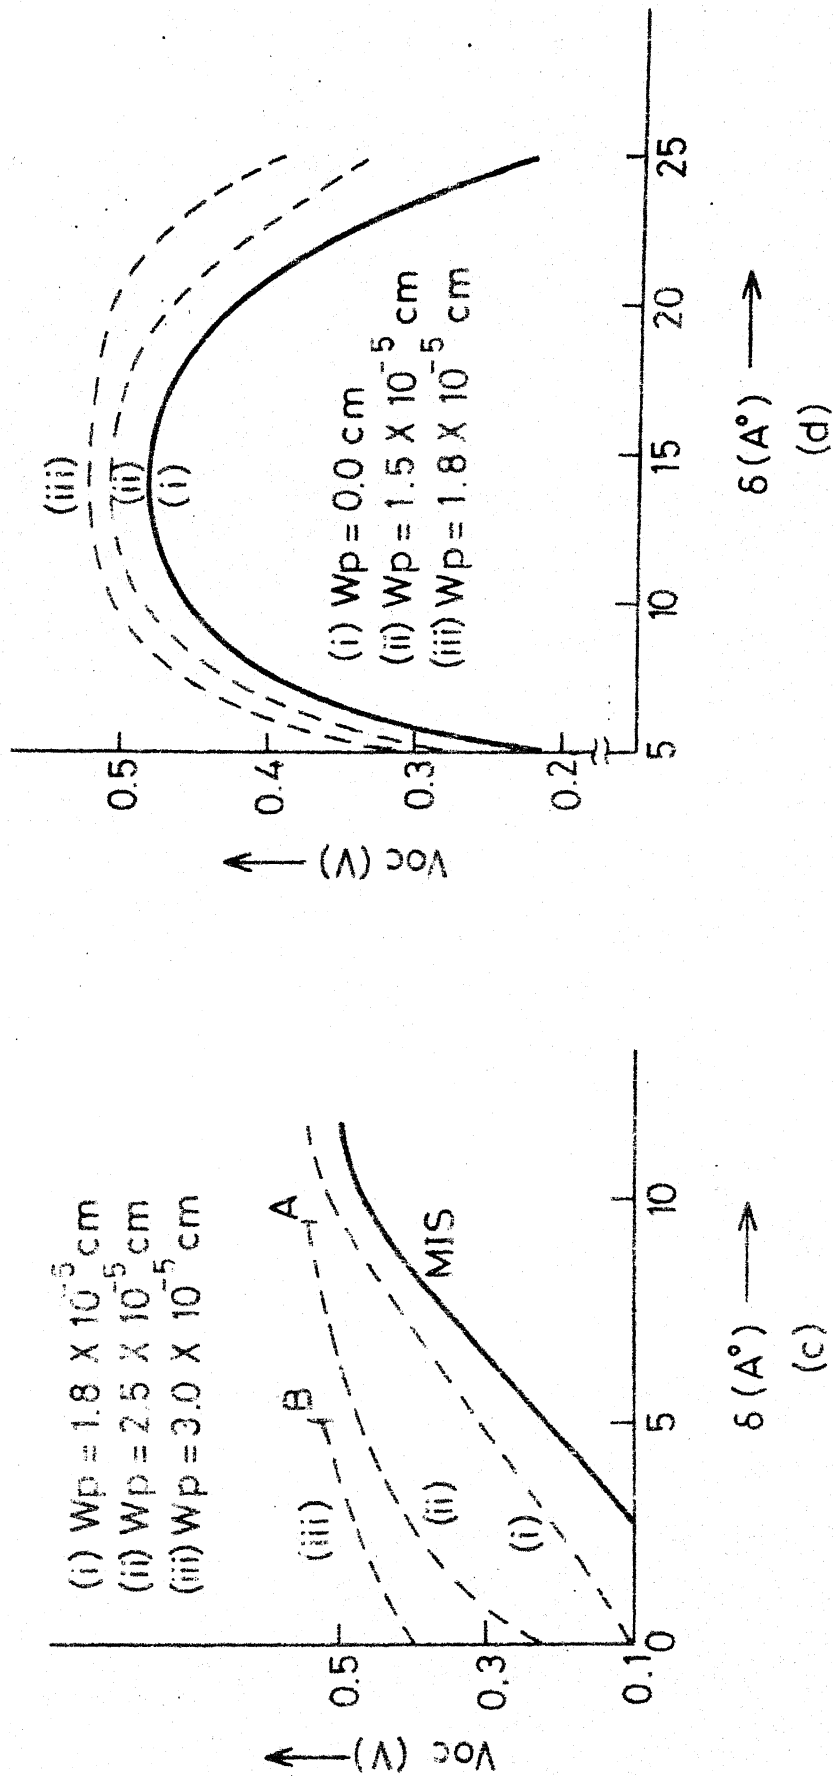 (i) Wp = 1.8 X 10⁻⁵ cm
(ii) Wp = 2.5 X 10⁻⁵ cm
(iii) Wp = 3.0 X 10⁻⁵ cm
A
B
(iii)
(ii)
(i)
MIS
0.5
0.3
0.1
0
5
10
Voc (V)
δ (A°)
(c)
(iii)
(ii)
(i)
(i) Wp = 0.0 cm
(ii) Wp = 1.5 X 10⁻⁵ cm
(iii) Wp = 1.8 X 10⁻⁵ cm
0.5
0.4
0.3
0.2
5
10
15
20
25
Voc (V)
δ (A°)
(d)